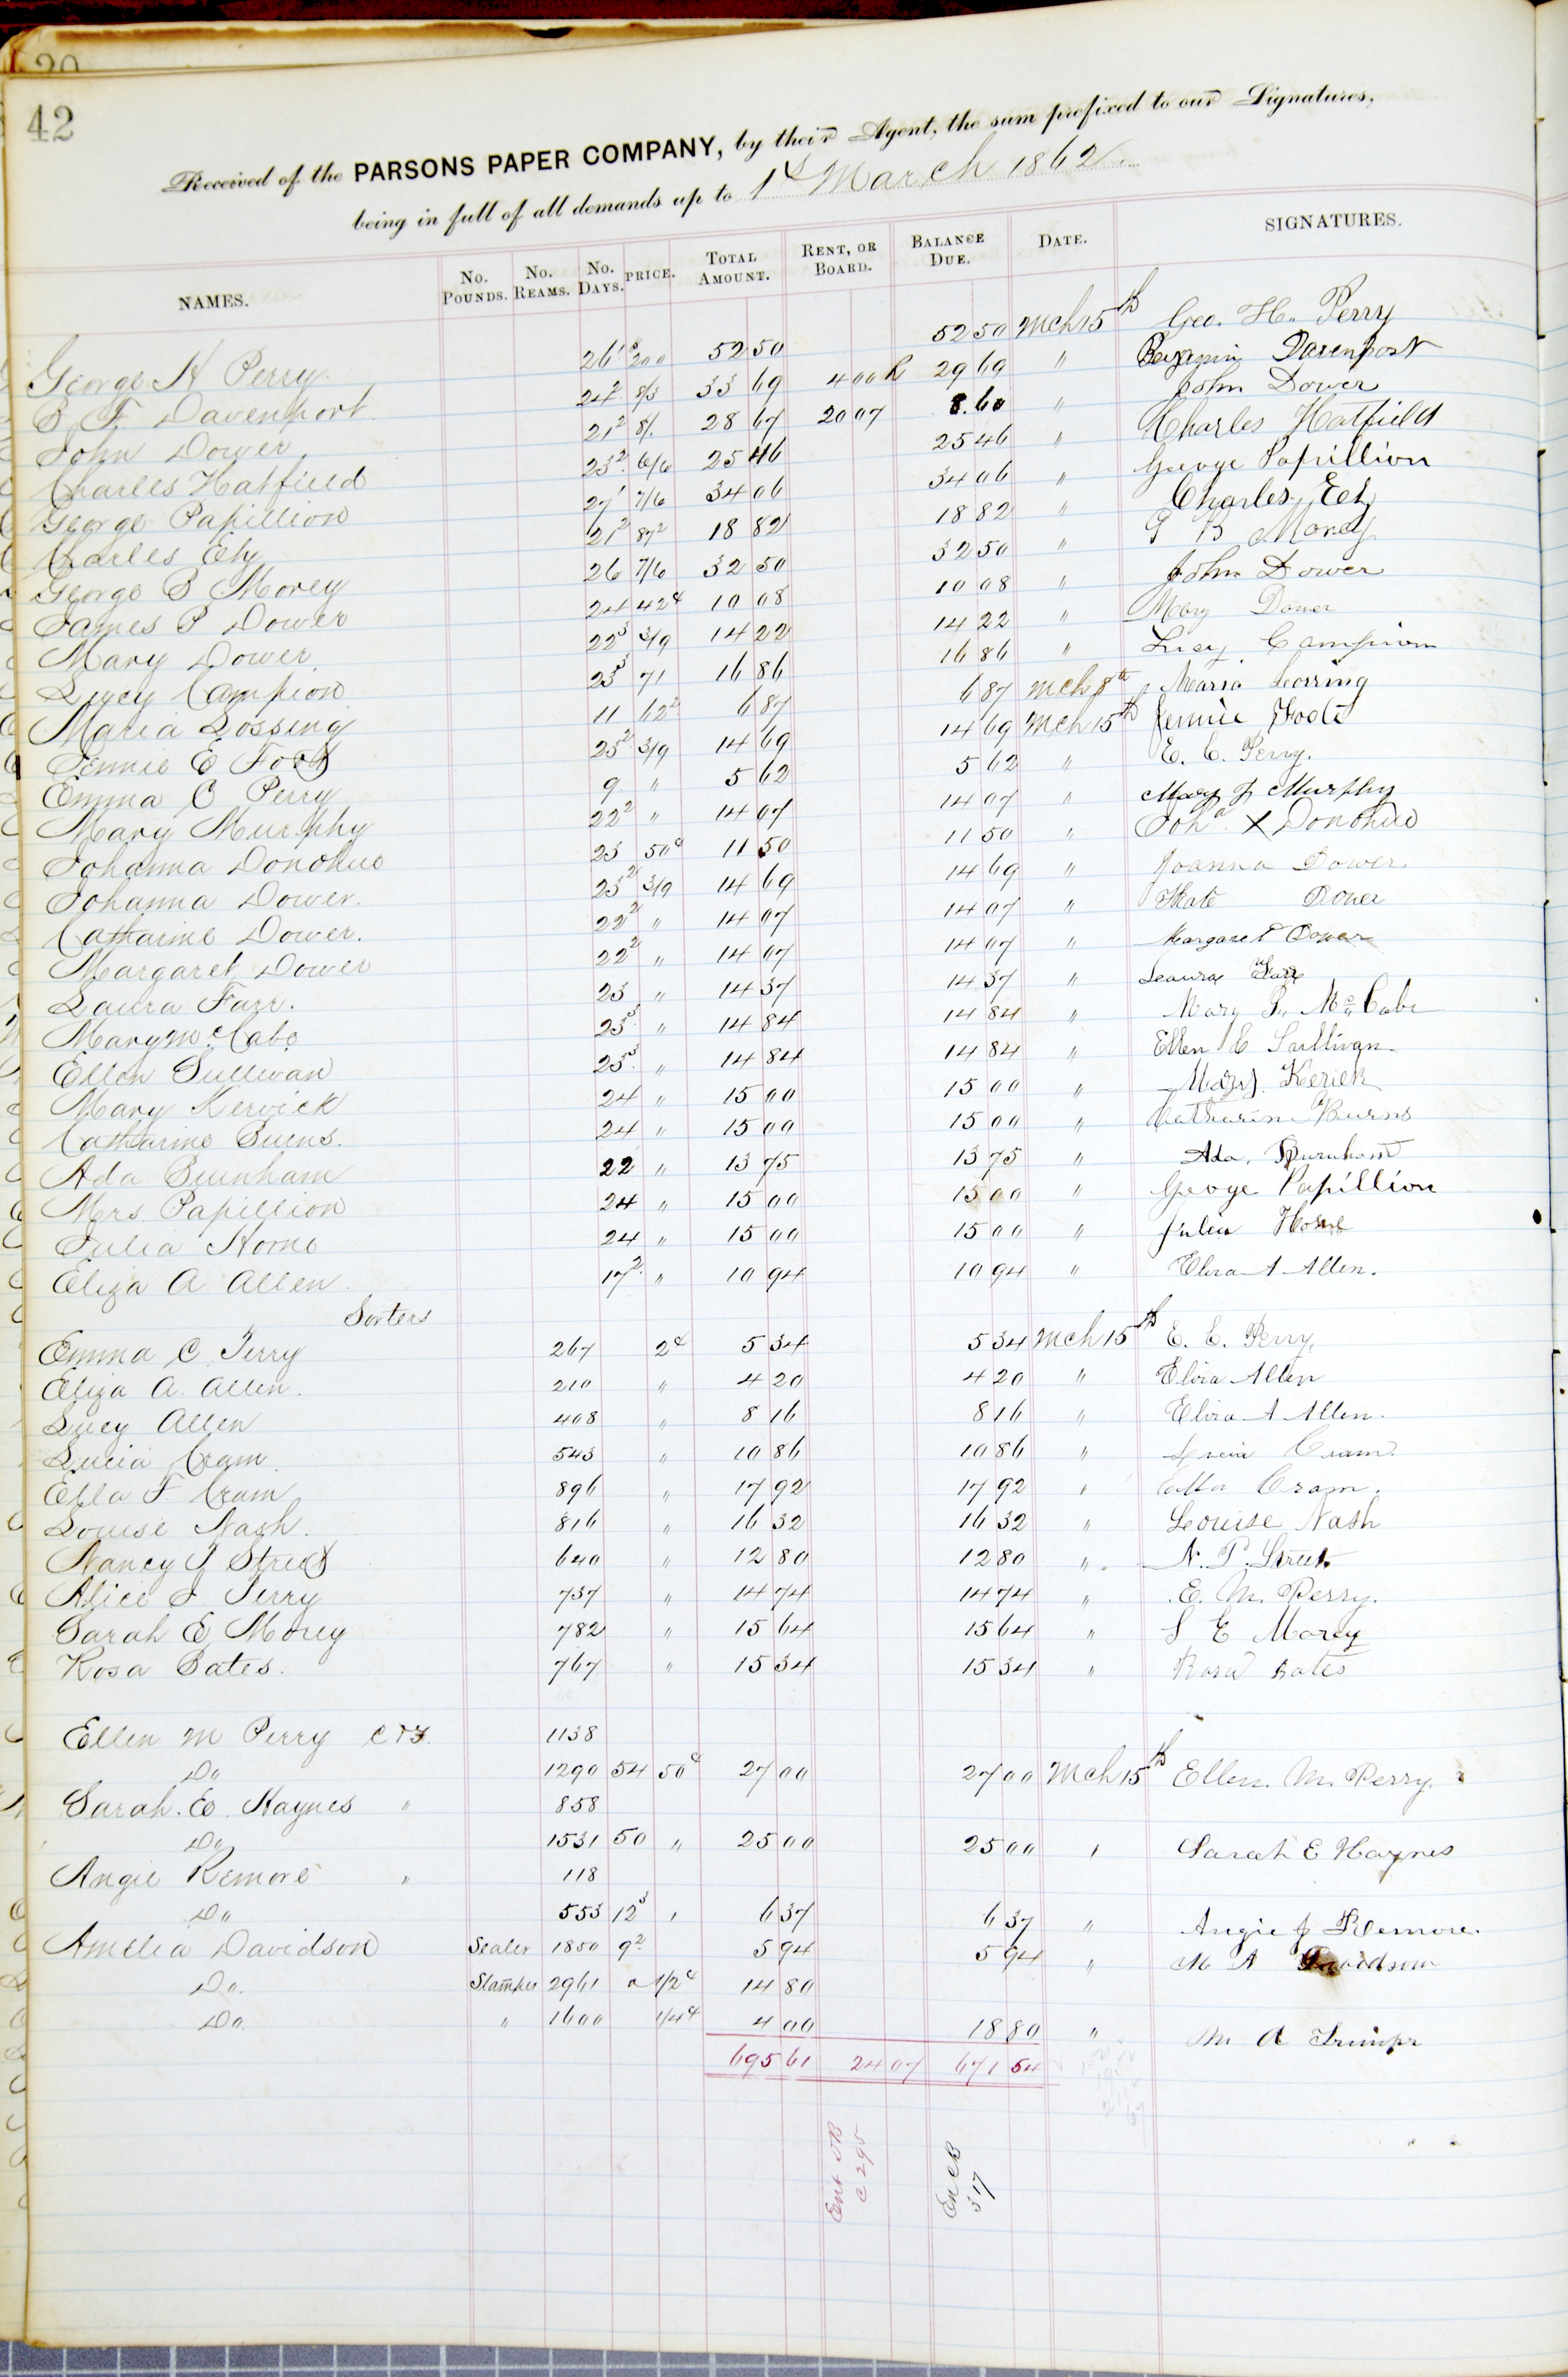 20
42
Received of the PARSONS PAPER COMPANY, by their Agent, the sum prefixed to our Signatures,
being in full of all demands up to 1st March 1862.
NAMES. No. POUNDS. No. REAMS. No. DAYS. PRICE. TOTAL AMOUNT. RENT, OR BOARD. BALANCE DUE. DATE. SIGNATURES.
George H Perry 26 1 $200 52 50 52 50 Mch 15th Geo. H. Perry
B F Davenport 24 2 8/3 33 69 4 00 R 29 69 " Benjamin Davenport
John Dower 21 2 8/. 28 67 20 07 8.60 " John Dower
Charles Hatfield 23 2 6/6 25 46 25 46 " Charles Hatfield
George Papillion 27 1 7/6 34 06 34 06 " George Papillion
Charles Ely 21 2 87 2 18 82 18 82 " Charles Ely
George B Morey 26 7/6 32 50 32 50 " G B Morey
James P Dower 24 42 c 10 08 10 08 " John Dower
Mary Dower 22 3 3/9 14 22 14 22 " Mary Dower
Lucy Campion 23 3 71 16 86 16 86 " Lucy Campion
Maria Lossing 11 62 2 6 87 6 87 Mch 8th Maria Lossing
Jennie E Foot 23 2 3/9 14 69 14 69 Mch 15th Jennie Foote
Emma C Perry 9 " 5 62 5 62 " E. C. Perry.
Mary Murphy 22 2 " 14 07 14 07 " Mary J Murphy
Johanna Donohue 23 50 c 11 50 11 50 " Joha X Donohue
Johanna Dower. 23 2 3/9 14 69 14 69 " Joanna Dower
Catharine Dower. 22 2 " 14 07 14 07 " Kate Dower
Margaret Dower 22 2 " 14 07 14 07 " Margaret Dower
Laura Farr. 23 " 14 37 14 37 " Leaura Farr
Mary McCabe 23 3 " 14 84 14 84 " Mary P. McCabe
Ellen Sullivan 23 3 " 14 84 14 84 " Ellen E Sullivan
Mary Kervick 24 " 15 00 15 00 " Mary Kerick
Catharine Burns. 24 " 15 00 15 00 " Catharine Burns
Ada Burnham 22 " 13 75 13 75 " Ada. Burnham
Mrs Papillion 24 " 15 00 15 00 " George Papillion
Julia Horne 24 " 15 00 15 00 " Julia Horne
Eliza A Allen 17 2 " 10 94 10 94 " Eliza A Allen.
Sorters
Emma C Perry 267 2 c 5 34 5 34 Mch 15th E. C. Perry.
Eliza A. Allen. 210 " 4 20 4 20 " Eliza Allen
Lucy Allen 408 " 8 16 8 16 " Eliza A Allen.
Lucia Cram 543 " 10 86 10 86 " Lucia Cram.
Ella F. Cram 896 " 17 92 17 92 " Ella Cram.
Louise Nash. 816 " 16 32 16 32 " Louise Nash
Nancy J Street 640 " 12 80 12 80 " N. P. Street
Alice I Perry 737 " 14 74 14 74 " E. M. Perry.
Sarah E Morey 782 " 15 64 15 64 " S E Morey
Rosa Bates. 767 " 15 34 15 34 " Rosa Bates
Ellen M Perry C & F. 1138
Do 1290 54 50 c 27 00 27 00 Mch 15th Ellen. M. Perry.
Sarah. E. Haynes " 858
Do 1531 50 " 25 00 25 00 " Sarah E Haynes
Angie Kemore " 118
Do 553 12 3 " 6 37 6 37 " Angie J
Amelia Davidson Sealer 1850 9 2 5 94 5 94 " M A Davidson
Do. Stamper 2961 a 1/2 c 14 80
Do. " 1600 1/4 c 4 00 18 80 " M A
695 61 24 07 671 54
Ent DB
C 295
En CB
317